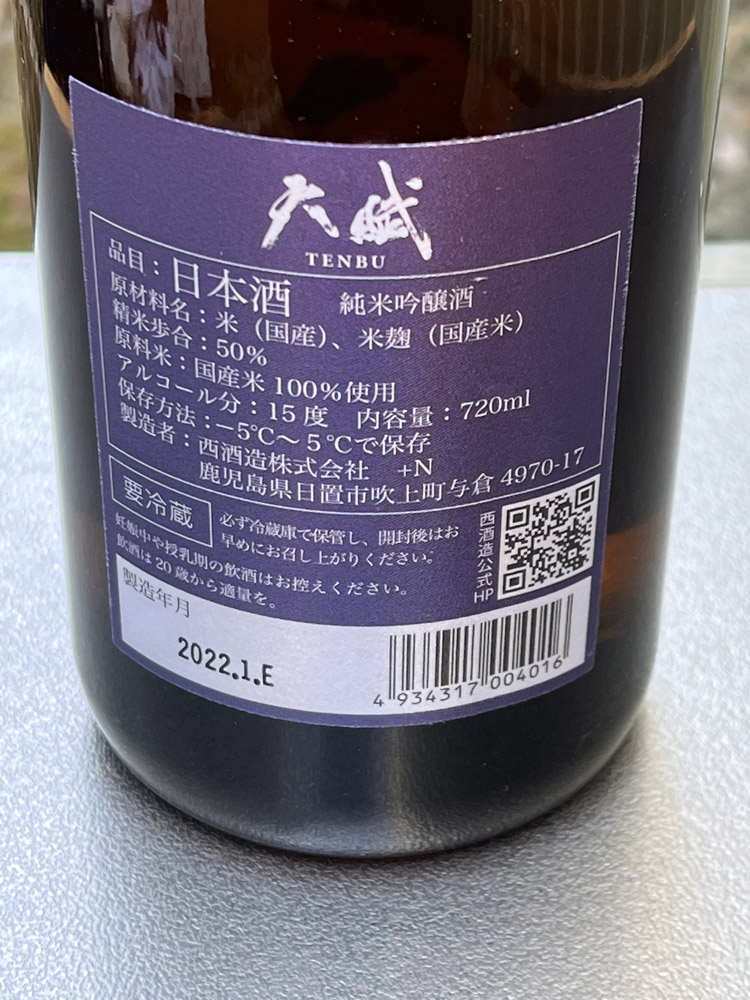 天賦
TENBU
品目：日本酒　純米吟醸酒
原材料名：米（国産）、米麹（国産米）
精米歩合：50%
原料米：国産米100%使用
アルコール分：15度　内容量：720ml
保存方法：−5℃〜5℃で保存
製造者：西酒造株式会社　+N
鹿児島県日置市吹上町与倉4970-17
要冷蔵
必ず冷蔵庫で保管し、開封後はお
早めにお召し上がりください。
妊娠中や授乳期の飲酒はお控えください。
飲酒は20歳から適量を。
西酒造公式HP
製造年月
2022.1.E
4 934317 004016